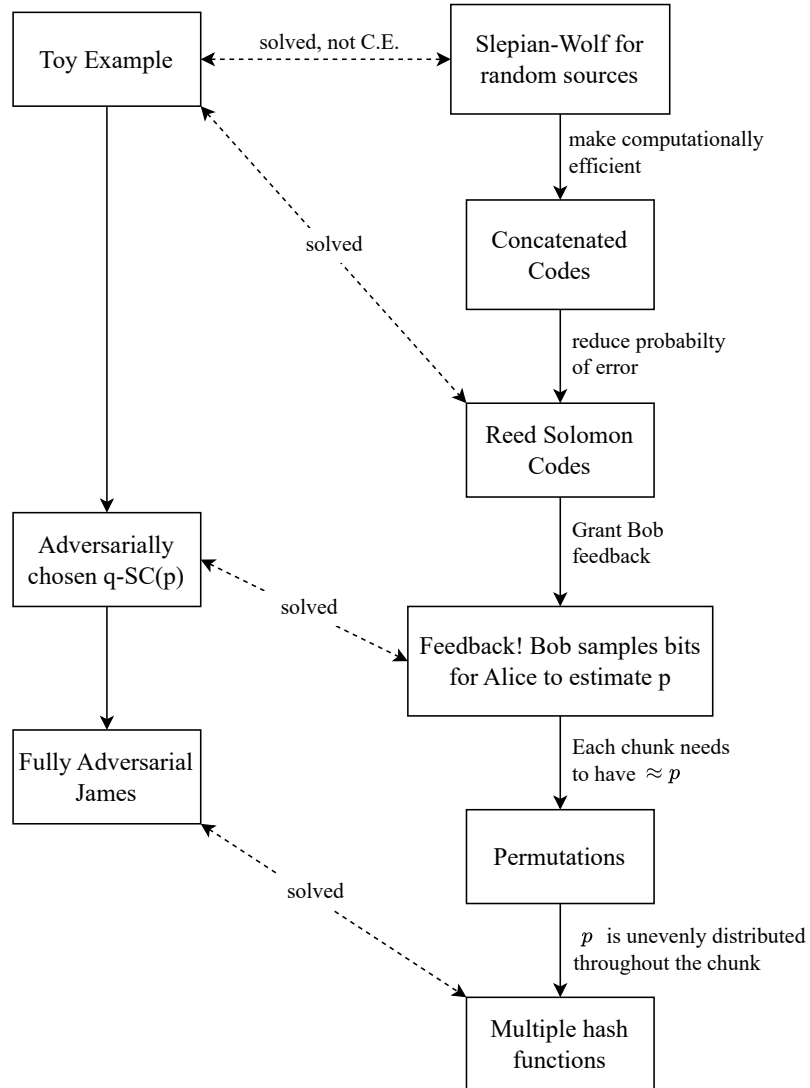 Toy Example
solved, not C.E.
Slepian-Wolf for
random sources
make computationally
efficient
solved
Concatenated
Codes
reduce probabilty
of error
Reed Solomon
Codes
Grant Bob
feedback
Adversarially
chosen q-SC(p)
solved
Feedback! Bob samples bits
for Alice to estimate p
Each chunk needs
to have ≈ p
Fully Adversarial
James
Permutations
solved
p is unevenly distributed
throughout the chunk
Multiple hash
functions